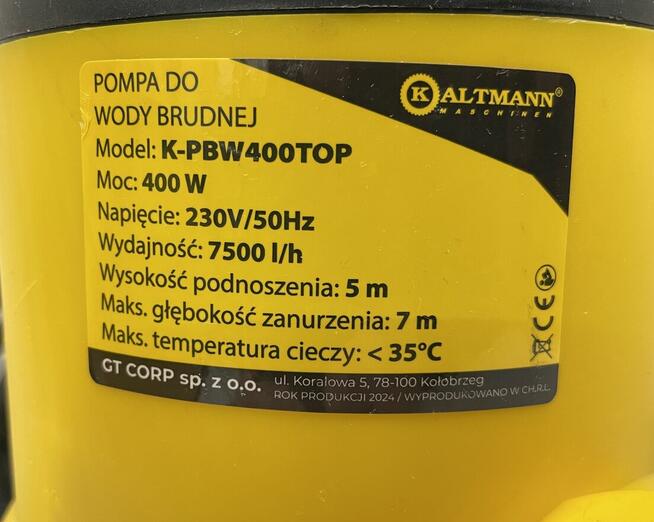 POMPA DO
WODY BRUDNEJ
KALTMANN®
MASCHINEN
Model: K-PBW400TOP
Moc: 400 W
Napięcie: 230V/50Hz
Wydajność: 7500 l/h
Wysokość podnoszenia: 5 m
Maks. głębokość zanurzenia: 7 m
Maks. temperatura cieczy: < 35°C
CE
GT CORP sp. z o.o.
ul. Koralowa 5, 78-100 Kołobrzeg
ROK PRODUKCJI 2024 / WYPRODUKOWANO W CH.R.L.